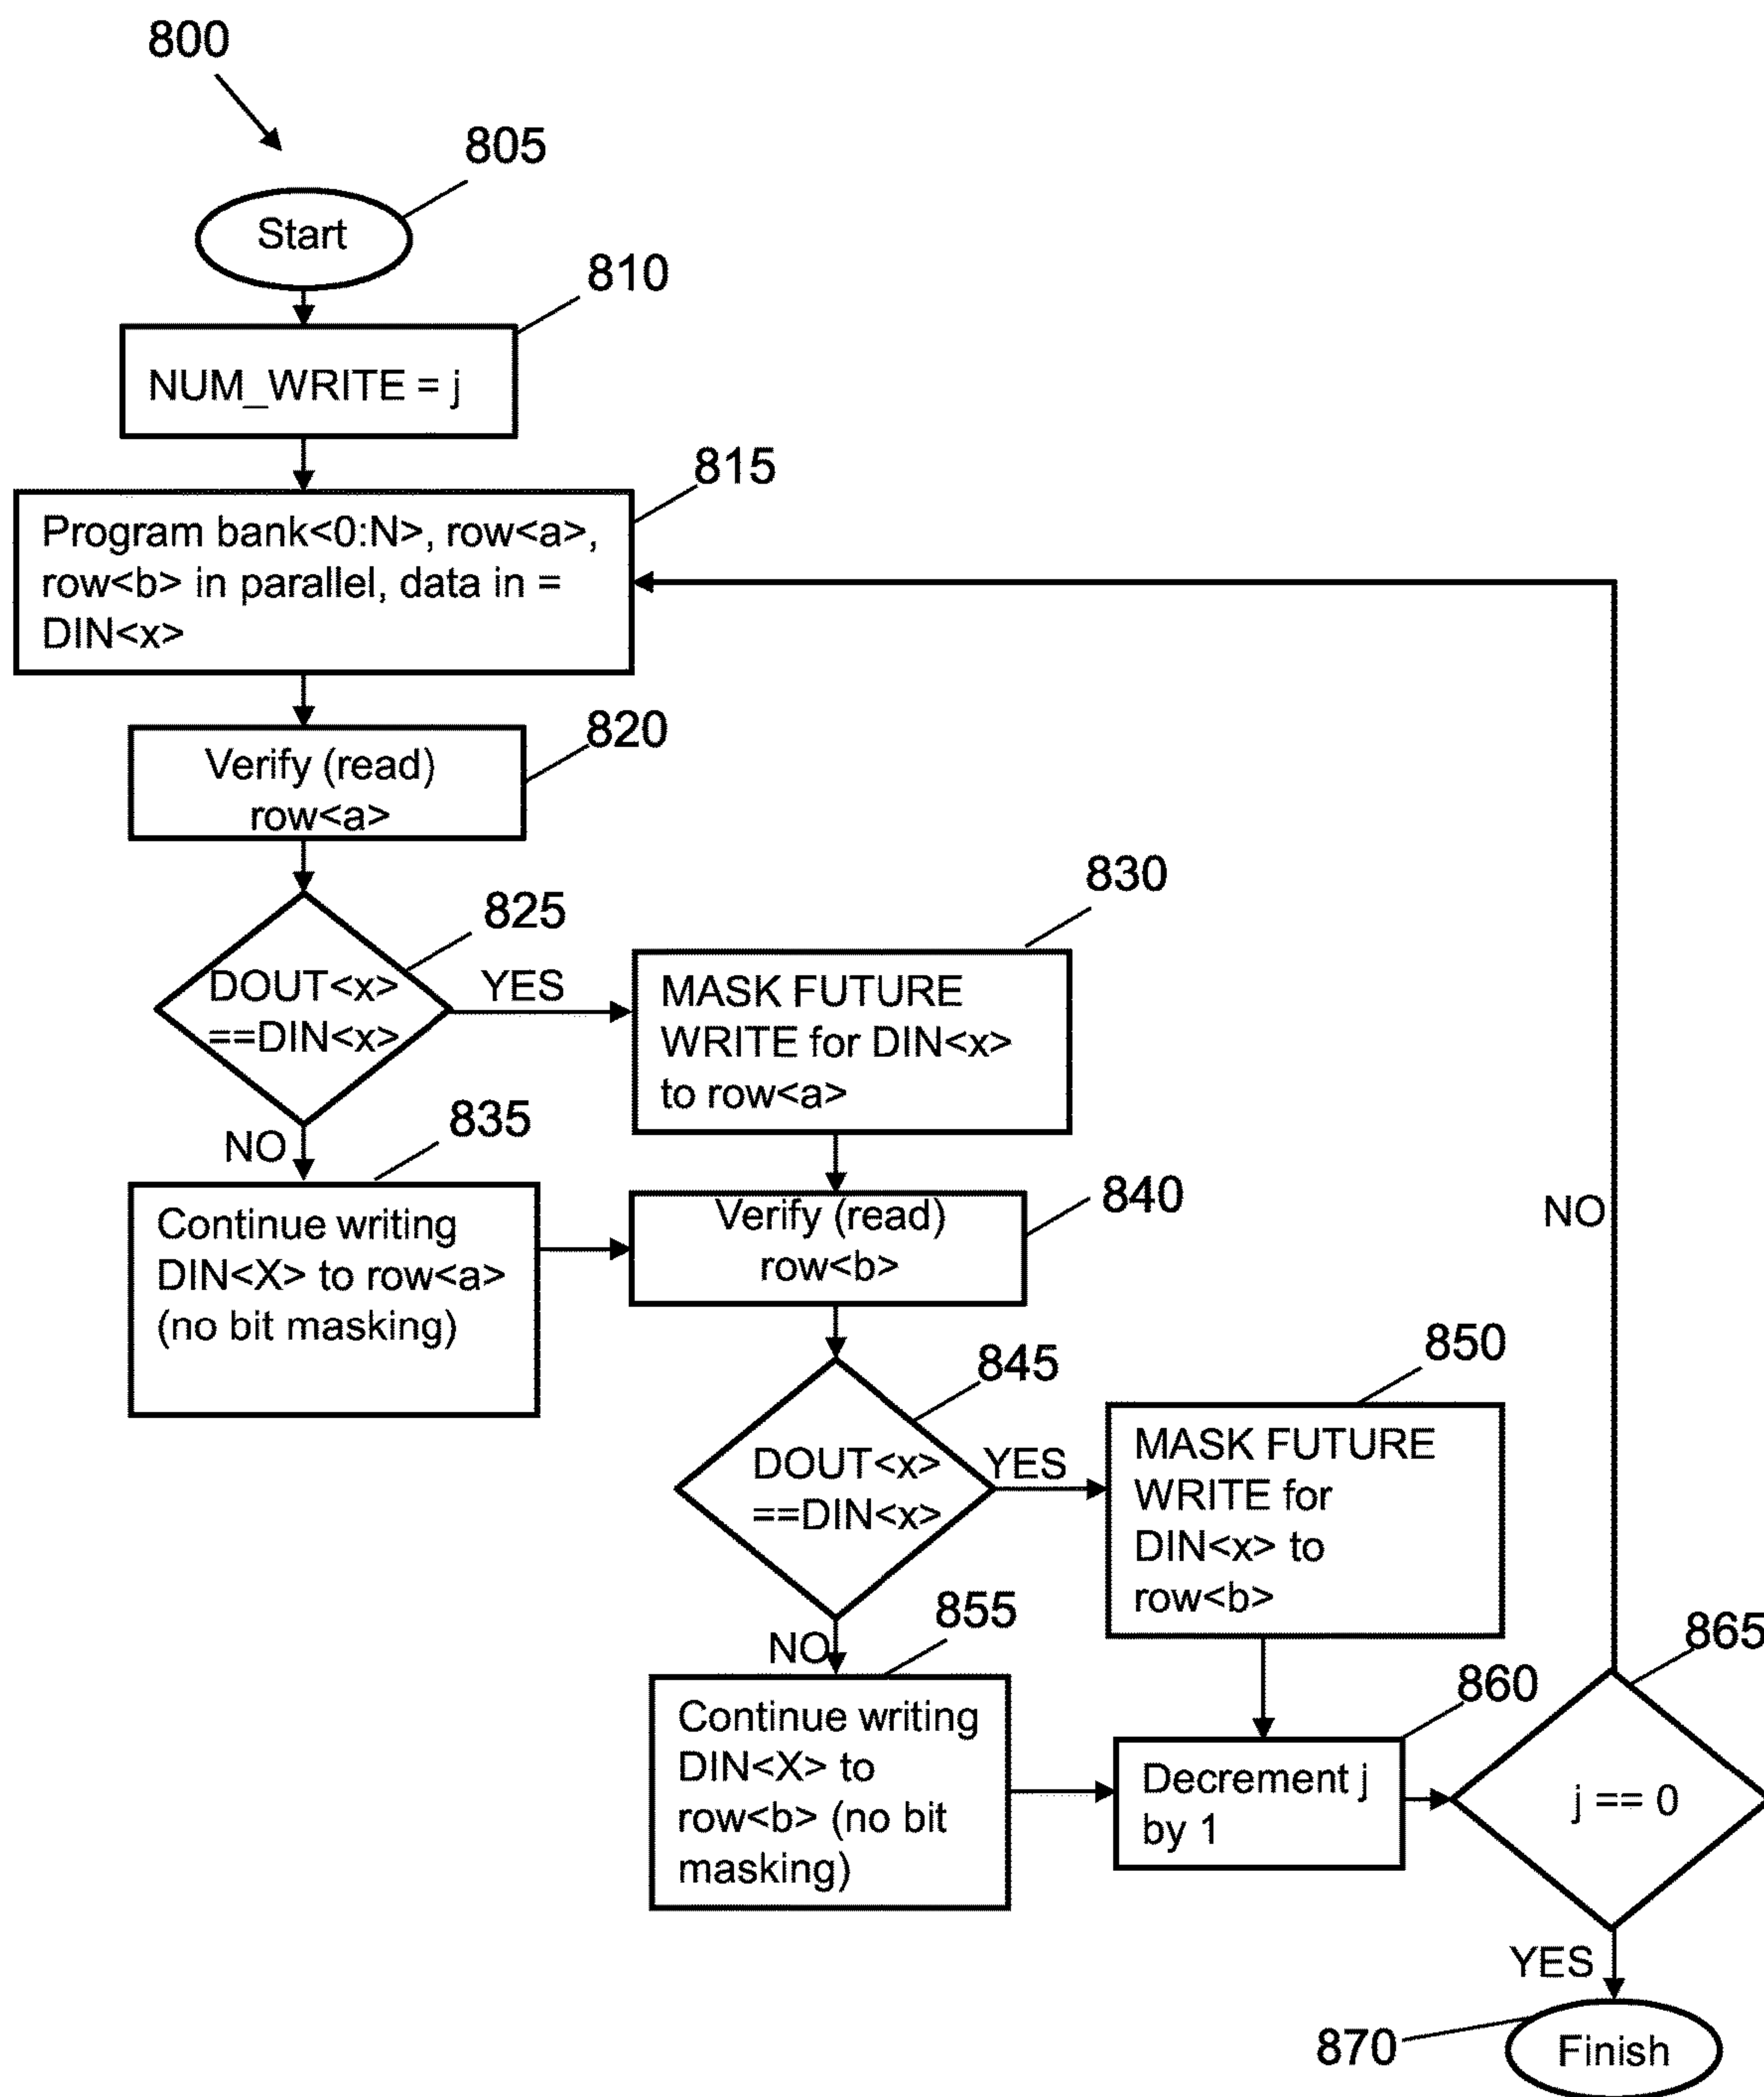 800
805
Start
810
NUM_WRITE = j
815
Program bank<0:N>, row<a>,
row<b> in parallel, data in =
DIN<x>
820
Verify (read)
row<a>
825
DOUT<x>
==DIN<x>
YES
830
MASK FUTURE
WRITE for DIN<x>
to row<a>
NO
835
Continue writing
DIN<X> to row<a>
(no bit masking)
840
Verify (read)
row<b>
NO
845
DOUT<x>
==DIN<x>
YES
850
MASK FUTURE
WRITE for
DIN<x> to
row<b>
NO
855
Continue writing
DIN<X> to
row<b> (no bit
masking)
860
Decrement j
by 1
865
j == 0
YES
870
Finish